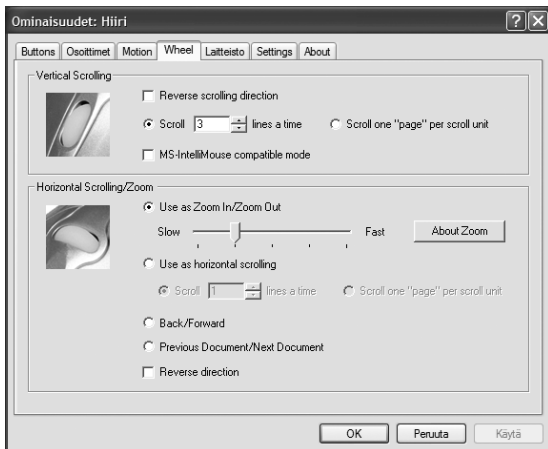 Ominaisuudet: Hiiri
Buttons Osoittimet Motion Wheel Laitteisto Settings About
Vertical Scrolling
Reverse scrolling direction
Scroll 3 lines a time Scroll one "page" per scroll unit
MS-IntelliMouse compatible mode
Horizontal Scrolling/Zoom
Use as Zoom In/Zoom Out
Slow Fast About Zoom
Use as horizontal scrolling
Scroll 1 lines a time Scroll one "page" per scroll unit
Back/Forward
Previous Document/Next Document
Reverse direction
OK Peruuta Käytä